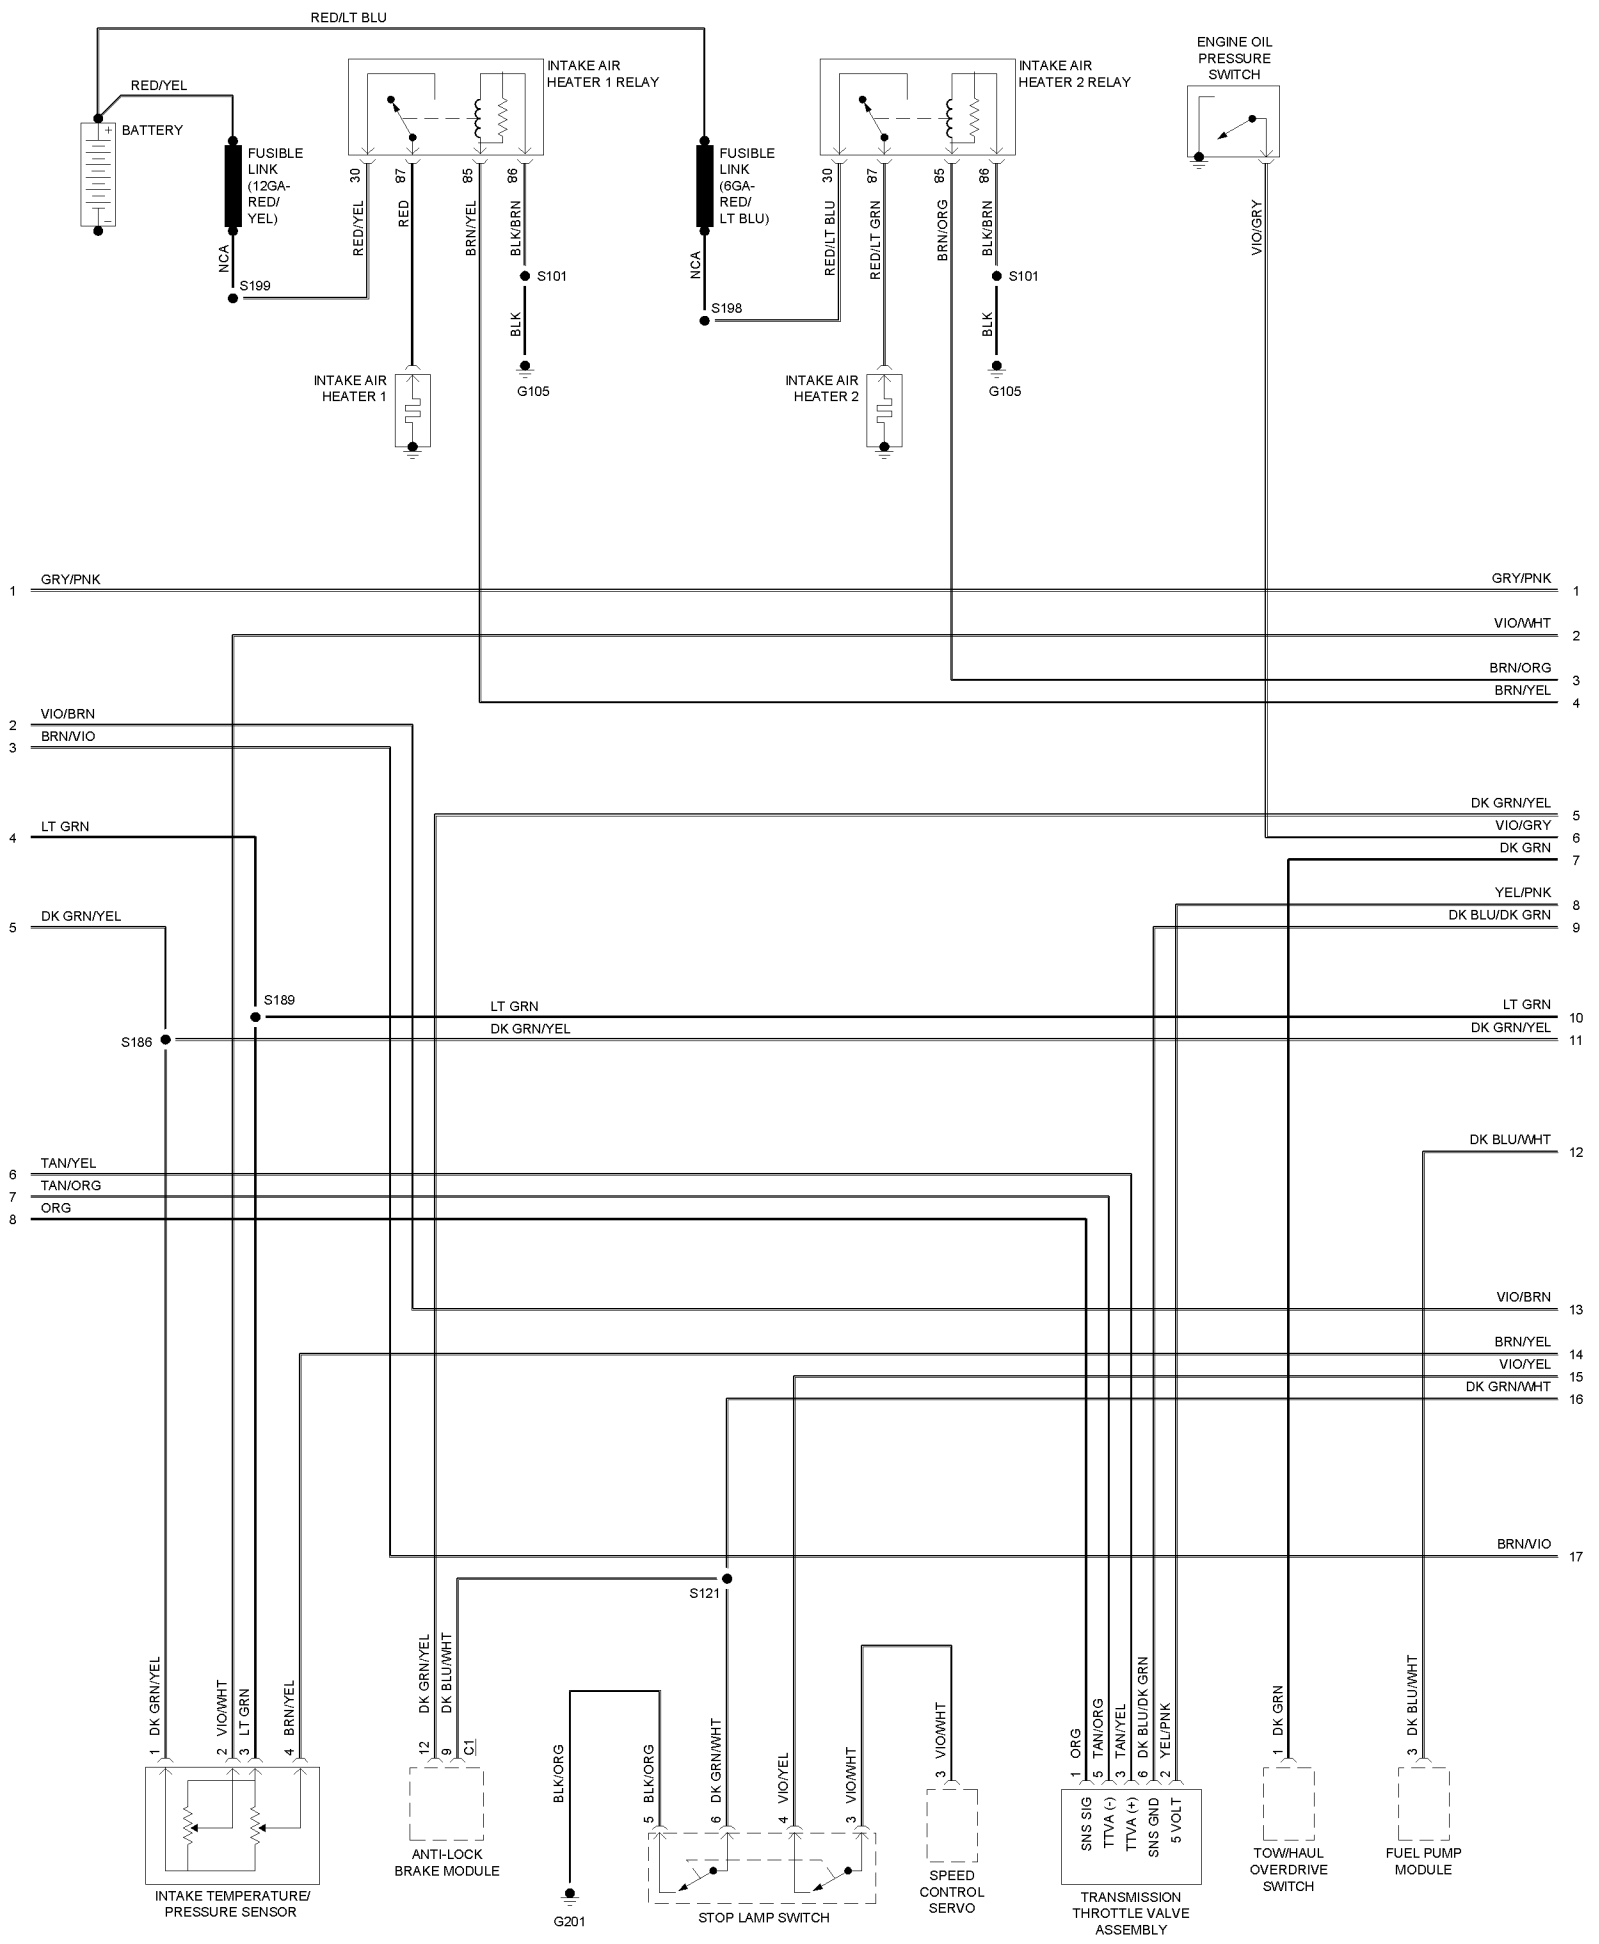 RED/LT BLU
RED/YEL
+
BATTERY
-
FUSIBLE
LINK
(12GA-
RED/
YEL)
NCA
S199
INTAKE AIR
HEATER 1 RELAY
30
87
85
86
RED/YEL
RED
BRN/YEL
BLK/BRN
S101
BLK
G105
INTAKE AIR
HEATER 1
FUSIBLE
LINK
(6GA-
RED/
LT BLU)
NCA
S198
INTAKE AIR
HEATER 2 RELAY
30
87
85
86
RED/LT BLU
RED/LT GRN
BRN/ORG
BLK/BRN
S101
BLK
G105
INTAKE AIR
HEATER 2
ENGINE OIL
PRESSURE
SWITCH
VIO/GRY
1 GRY/PNK
GRY/PNK 1
VIO/WHT 2
BRN/ORG 3
BRN/YEL 4
2 VIO/BRN
3 BRN/VIO
DK GRN/YEL 5
4 LT GRN
VIO/GRY 6
DK GRN 7
YEL/PNK 8
5 DK GRN/YEL
DK BLU/DK GRN 9
S189
LT GRN
LT GRN 10
S186
DK GRN/YEL
DK GRN/YEL 11
DK BLU/WHT 12
6 TAN/YEL
7 TAN/ORG
8 ORG
VIO/BRN 13
BRN/YEL 14
VIO/YEL 15
DK GRN/WHT 16
BRN/VIO 17
S121
1 DK GRN/YEL
2 VIO/WHT
3 LT GRN
4 BRN/YEL
INTAKE TEMPERATURE/
PRESSURE SENSOR
12 DK GRN/YEL
9 DK BLU/WHT
C1
ANTI-LOCK
BRAKE MODULE
BLK/ORG
G201
5 BLK/ORG
6 DK GRN/WHT
4 VIO/YEL
3 VIO/WHT
STOP LAMP SWITCH
3 VIO/WHT
SPEED
CONTROL
SERVO
1 ORG
5 TAN/ORG
3 TAN/YEL
6 DK BLU/DK GRN
2 YEL/PNK
SNS SIG
TTVA (-)
TTVA (+)
SNS GND
5 VOLT
TRANSMISSION
THROTTLE VALVE
ASSEMBLY
1 DK GRN
TOW/HAUL
OVERDRIVE
SWITCH
3 DK BLU/WHT
FUEL PUMP
MODULE